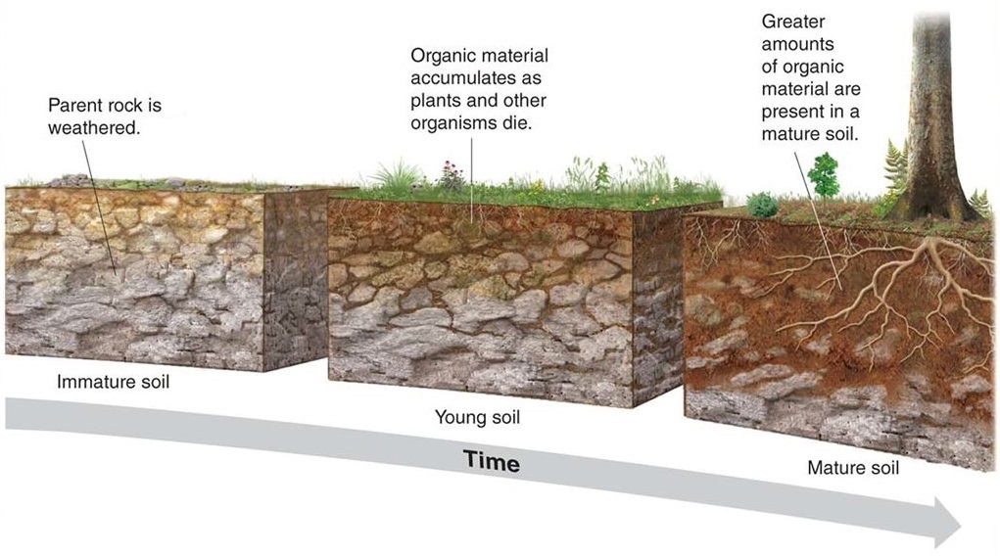 Parent rock is
weathered.
Organic material
accumulates as
plants and other
organisms die.
Greater
amounts
of organic
material are
present in a
mature soil.
Immature soil
Young soil
Mature soil
Time